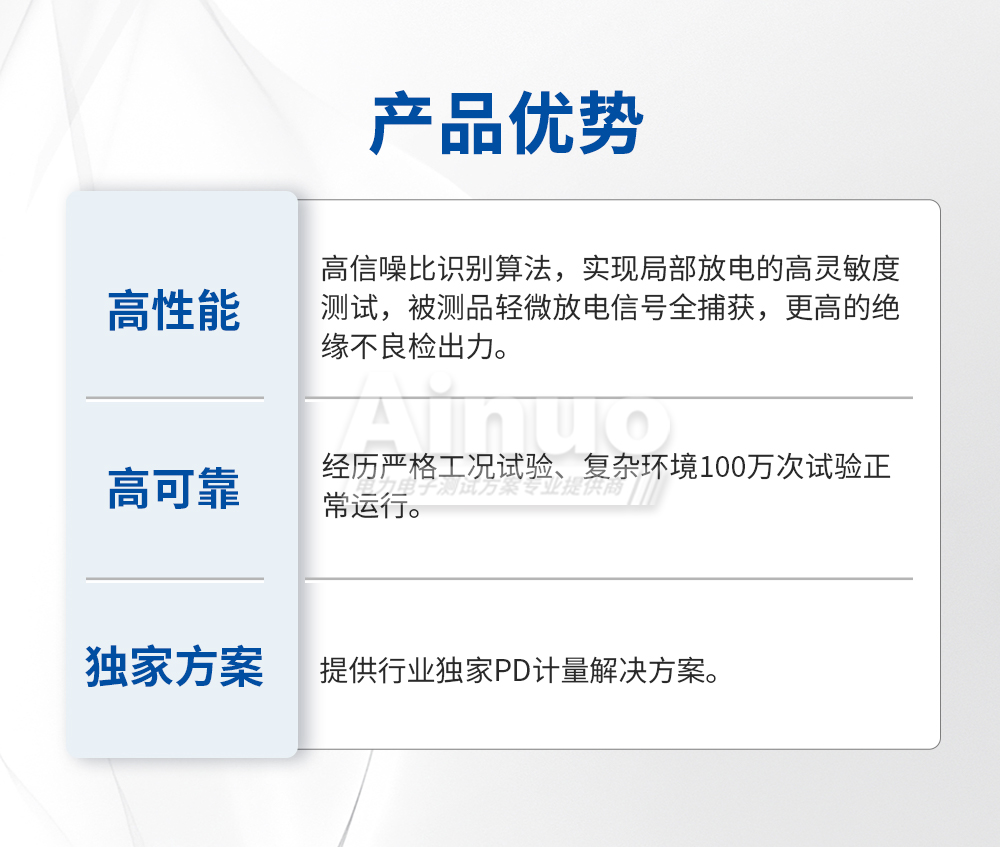 产品优势
高性能
高信噪比识别算法，实现局部放电的高灵敏度
测试，被测品轻微放电信号全捕获，更高的绝
缘不良检出力。
Ainuo
电力电子测试方案专业提供商
高可靠
经历严格工况试验、复杂环境100万次试验正
常运行。
独家方案
提供行业独家PD计量解决方案。